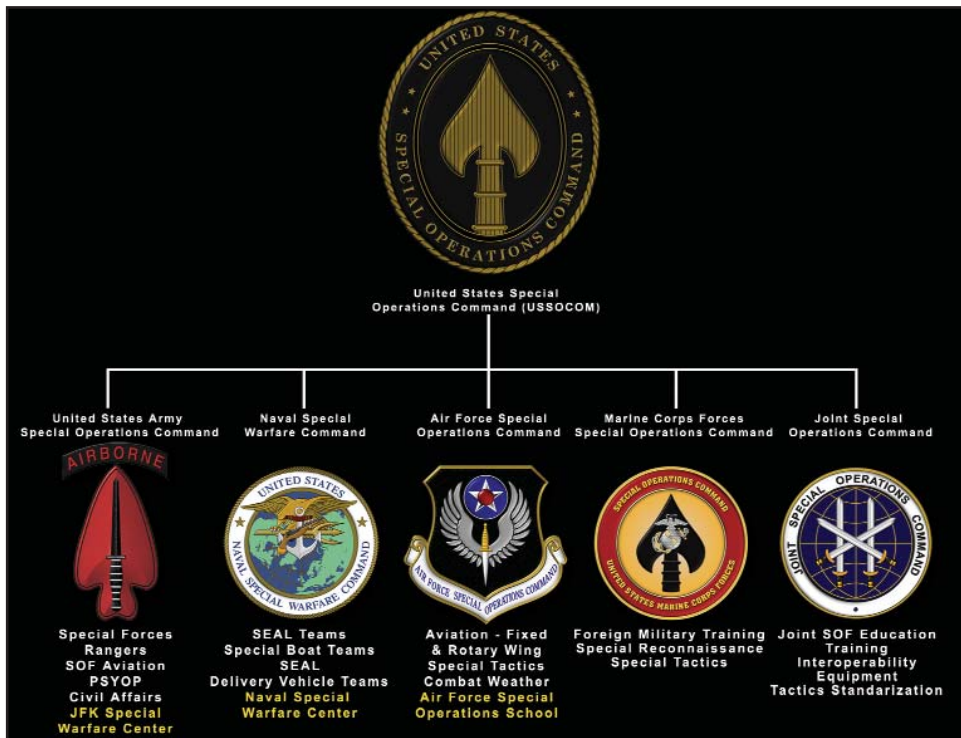 UNITED STATES
SPECIAL OPERATIONS COMMAND
United States Special
Operations Command (USSOCOM)
United States Army
Special Operations Command
AIRBORNE
Special Forces
Rangers
SOF Aviation
PSYOP
Civil Affairs
JFK Special
Warfare Center
Naval Special
Warfare Command
UNITED STATES
NAVAL SPECIAL WARFARE COMMAND
SEAL Teams
Special Boat Teams
SEAL
Delivery Vehicle Teams
Naval Special
Warfare Center
Air Force Special
Operations Command
AIR FORCE SPECIAL OPERATIONS COMMAND
Aviation - Fixed
& Rotary Wing
Special Tactics
Combat Weather
Air Force Special
Operations School
Marine Corps Forces
Special Operations Command
SPECIAL OPERATIONS COMMAND
UNITED STATES MARINE CORPS FORCES
Foreign Military Training
Special Reconnaissance
Special Tactics
Joint Special
Operations Command
JOINT SPECIAL OPERATIONS COMMAND
Joint SOF Education
Training
Interoperability
Equipment
Tactics Standarization